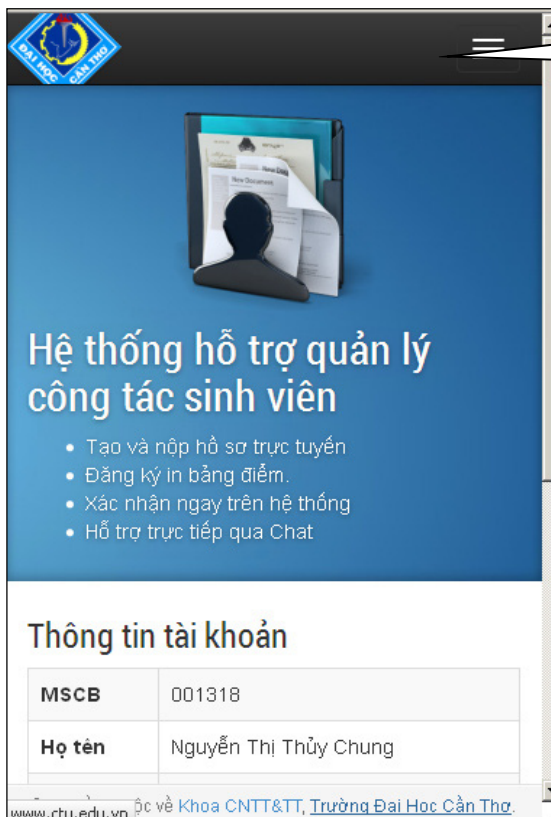 ĐẠI HỌC CẦN THƠ
New Document
Hệ thống hỗ trợ quản lý
công tác sinh viên
Tạo và nộp hồ sơ trực tuyến
Đăng ký in bảng điểm.
Xác nhận ngay trên hệ thống
Hỗ trợ trực tiếp qua Chat
Thông tin tài khoản
MSCB 001318
Họ tên Nguyễn Thị Thủy Chung
về Khoa CNTT&TT, Trường Đại Học Cần Thơ.
www.ctu.edu.vn